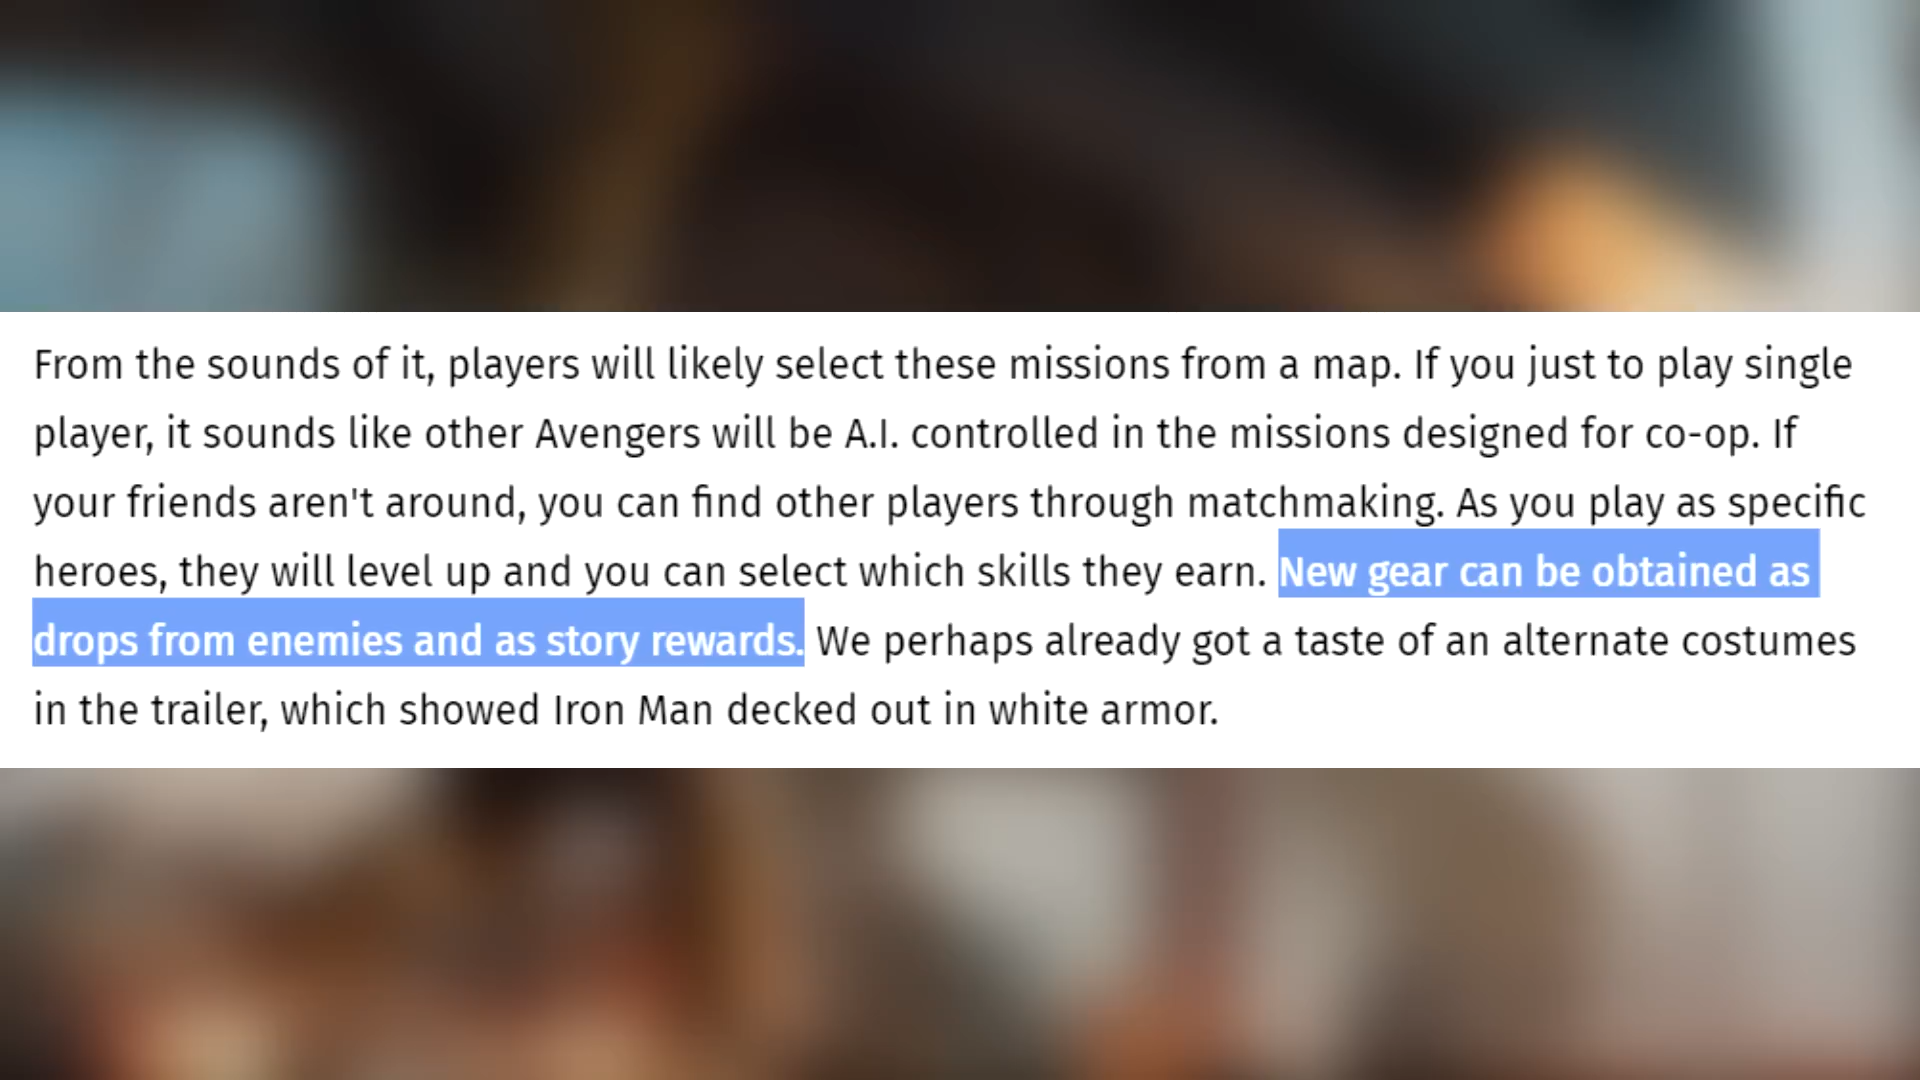 From the sounds of it, players will likely select these missions from a map. If you just to play single
player, it sounds like other Avengers will be A.I. controlled in the missions designed for co-op. If
your friends aren't around, you can find other players through matchmaking. As you play as specific
heroes, they will level up and you can select which skills they earn. New gear can be obtained as
drops from enemies and as story rewards. We perhaps already got a taste of an alternate costumes
in the trailer, which showed Iron Man decked out in white armor.